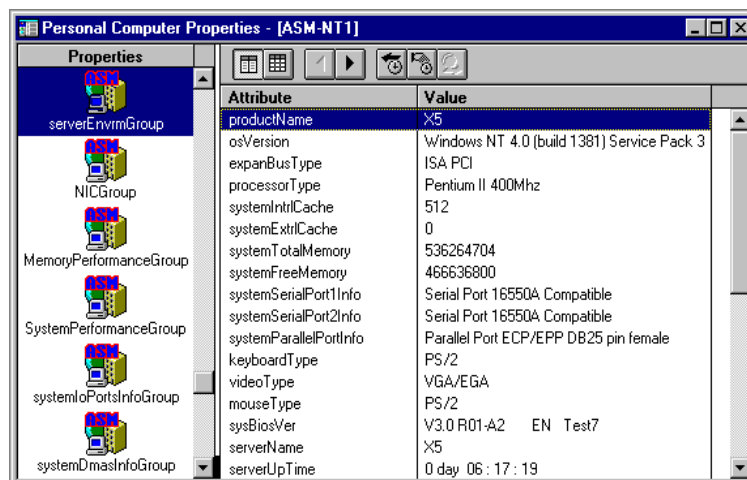 Personal Computer Properties - [ASM-NT1]
Properties
ASM
serverEnvrmGroup
ASM
NICGroup
ASM
MemoryPerformanceGroup
ASM
SystemPerformanceGroup
ASM
systemIoPortsInfoGroup
ASM
systemDmasInfoGroup
Attribute Value
productName X5
osVersion Windows NT 4.0 (build 1381) Service Pack 3
expanBusType ISA PCI
processorType Pentium II 400Mhz
systemIntrlCache 512
systemExtrlCache 0
systemTotalMemory 536264704
systemFreeMemory 466636800
systemSerialPort1Info Serial Port 16550A Compatible
systemSerialPort2Info Serial Port 16550A Compatible
systemParallelPortInfo Parallel Port ECP/EPP DB25 pin female
keyboardType PS/2
videoType VGA/EGA
mouseType PS/2
sysBiosVer V3.0 R01-A2 EN Test7
serverName X5
serverUpTime 0 day 06 : 17 : 19